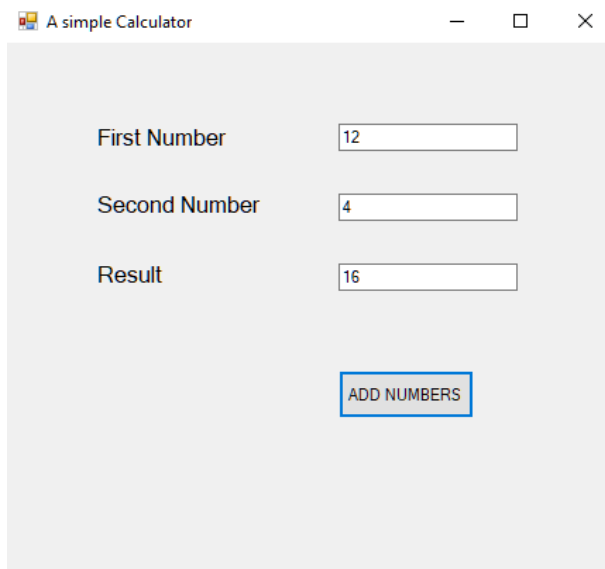 A simple Calculator
First Number 12
Second Number 4
Result 16
ADD NUMBERS